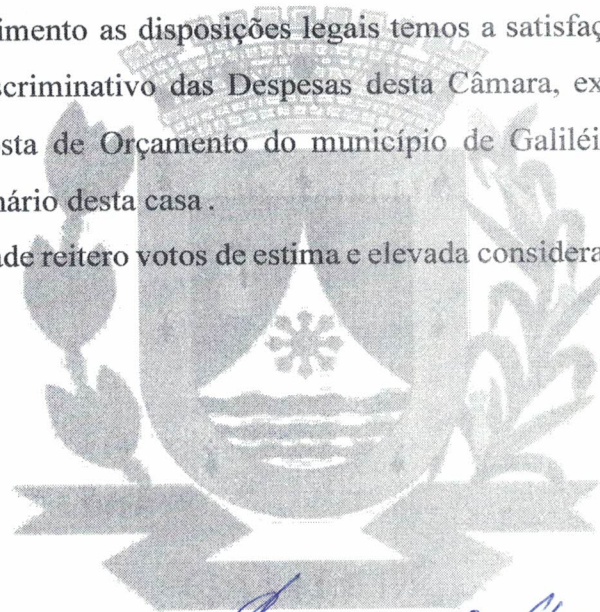 imento as disposições legais temos a satisfaç
scriminativo das Despesas desta Câmara, ex
sta de Orçamento do município de Galiléi
nário desta casa.
de reitero votos de estima e elevada considera